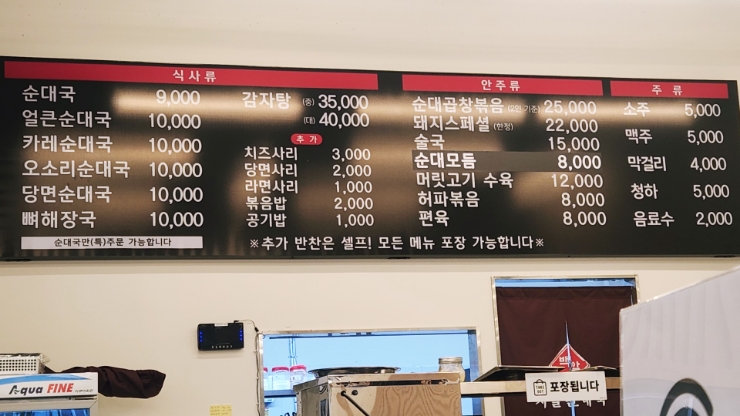 식사류
순대국 9,000
얼큰순대국 10,000
카레순대국 10,000
오소리순대국 10,000
당면순대국 10,000
뼈해장국 10,000
순대국만(특)주문 가능합니다
감자탕 (중) 35,000
(대) 40,000
추가
치즈사리 3,000
당면사리 2,000
라면사리 1,000
볶음밥 2,000
공기밥 1,000
안주류
순대곱창볶음 (2인 기준) 25,000
돼지스페셜 (한정) 22,000
술국 15,000
순대모듬 8,000
머릿고기 수육 12,000
허파볶음 8,000
편육 8,000
주류
소주 5,000
맥주 5,000
막걸리 4,000
청하 5,000
음료수 2,000
※추가 반찬은 셀프! 모든 메뉴 포장 가능합니다※
Aqua FINE
포장됩니다